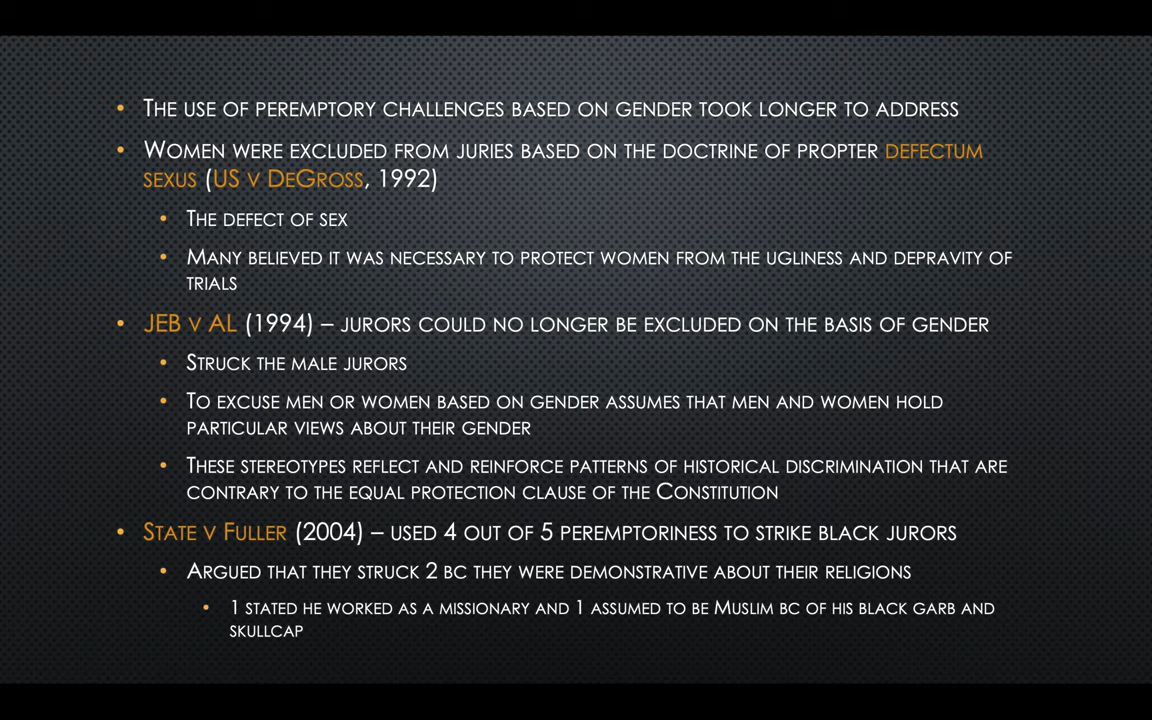 The use of peremptory challenges based on gender took longer to address
Women were excluded from juries based on the doctrine of propter defectum
sexus (US v DeGross, 1992)
The defect of sex
Many believed it was necessary to protect women from the ugliness and depravity of
trials
JEB v AL (1994) – jurors could no longer be excluded on the basis of gender
Struck the male jurors
To excuse men or women based on gender assumes that men and women hold
particular views about their gender
These stereotypes reflect and reinforce patterns of historical discrimination that are
contrary to the equal protection clause of the Constitution
State v Fuller (2004) – used 4 out of 5 peremptoriness to strike black jurors
Argued that they struck 2 bc they were demonstrative about their religions
1 stated he worked as a missionary and 1 assumed to be Muslim bc of his black garb and
skullcap